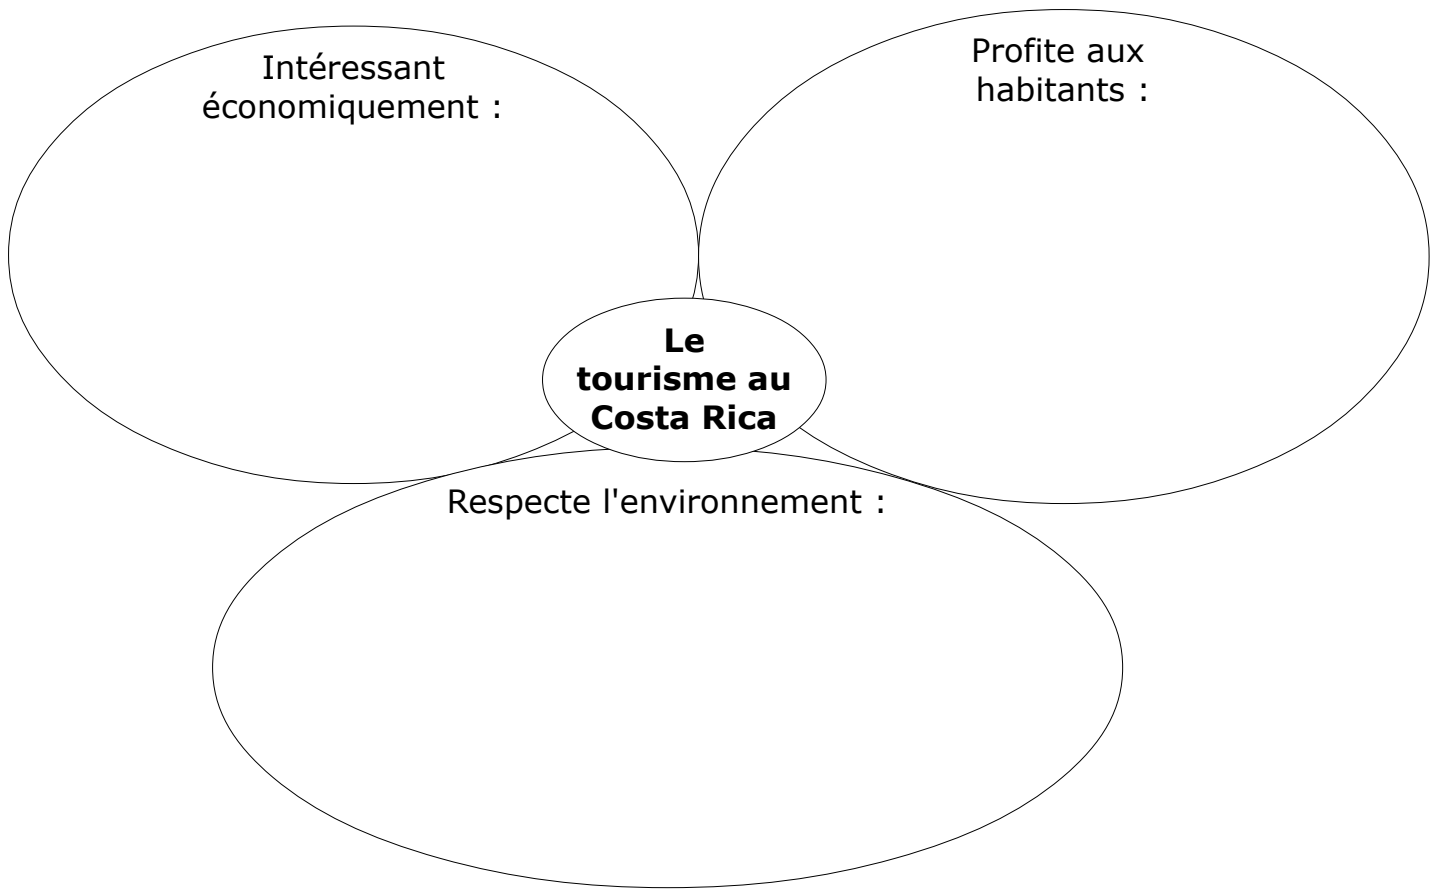 Intéressant
économiquement :
Profite aux
habitants :
Le
tourisme au
Costa Rica
Respecte l'environnement :